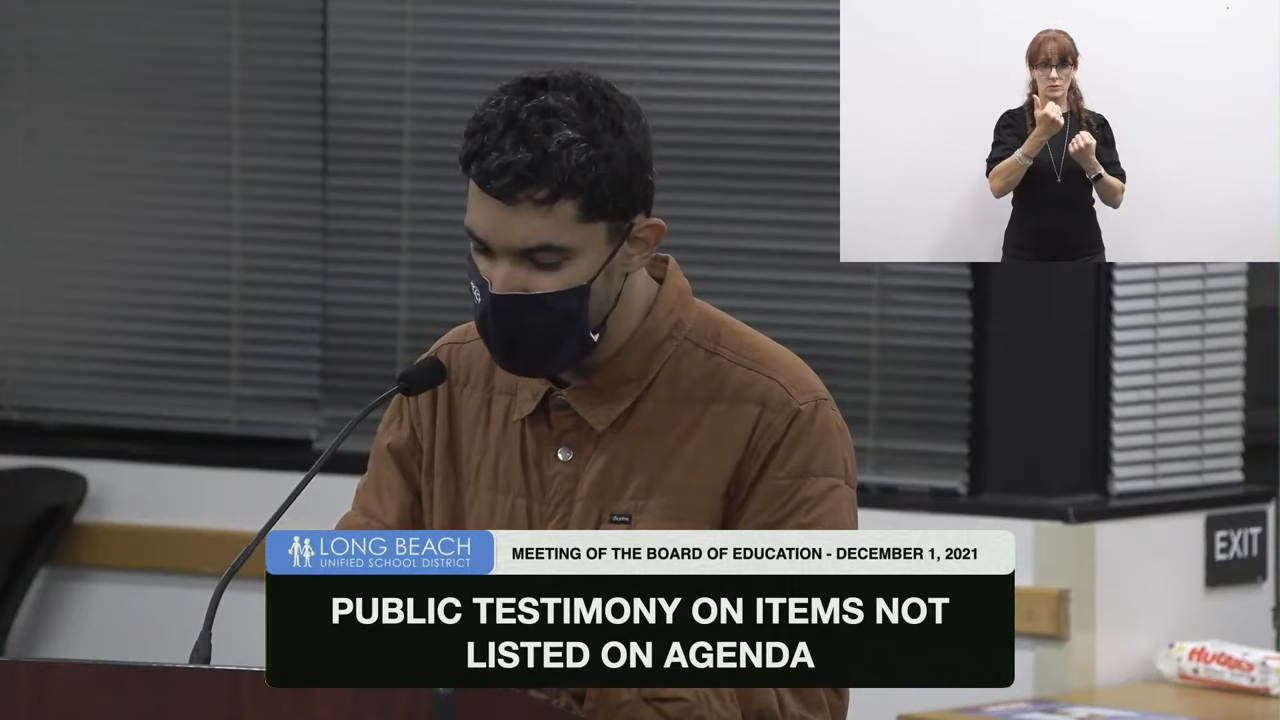 LONG BEACH
UNIFIED SCHOOL DISTRICT
MEETING OF THE BOARD OF EDUCATION - DECEMBER 1, 2021
PUBLIC TESTIMONY ON ITEMS NOT
LISTED ON AGENDA
EXIT
HUGGIES